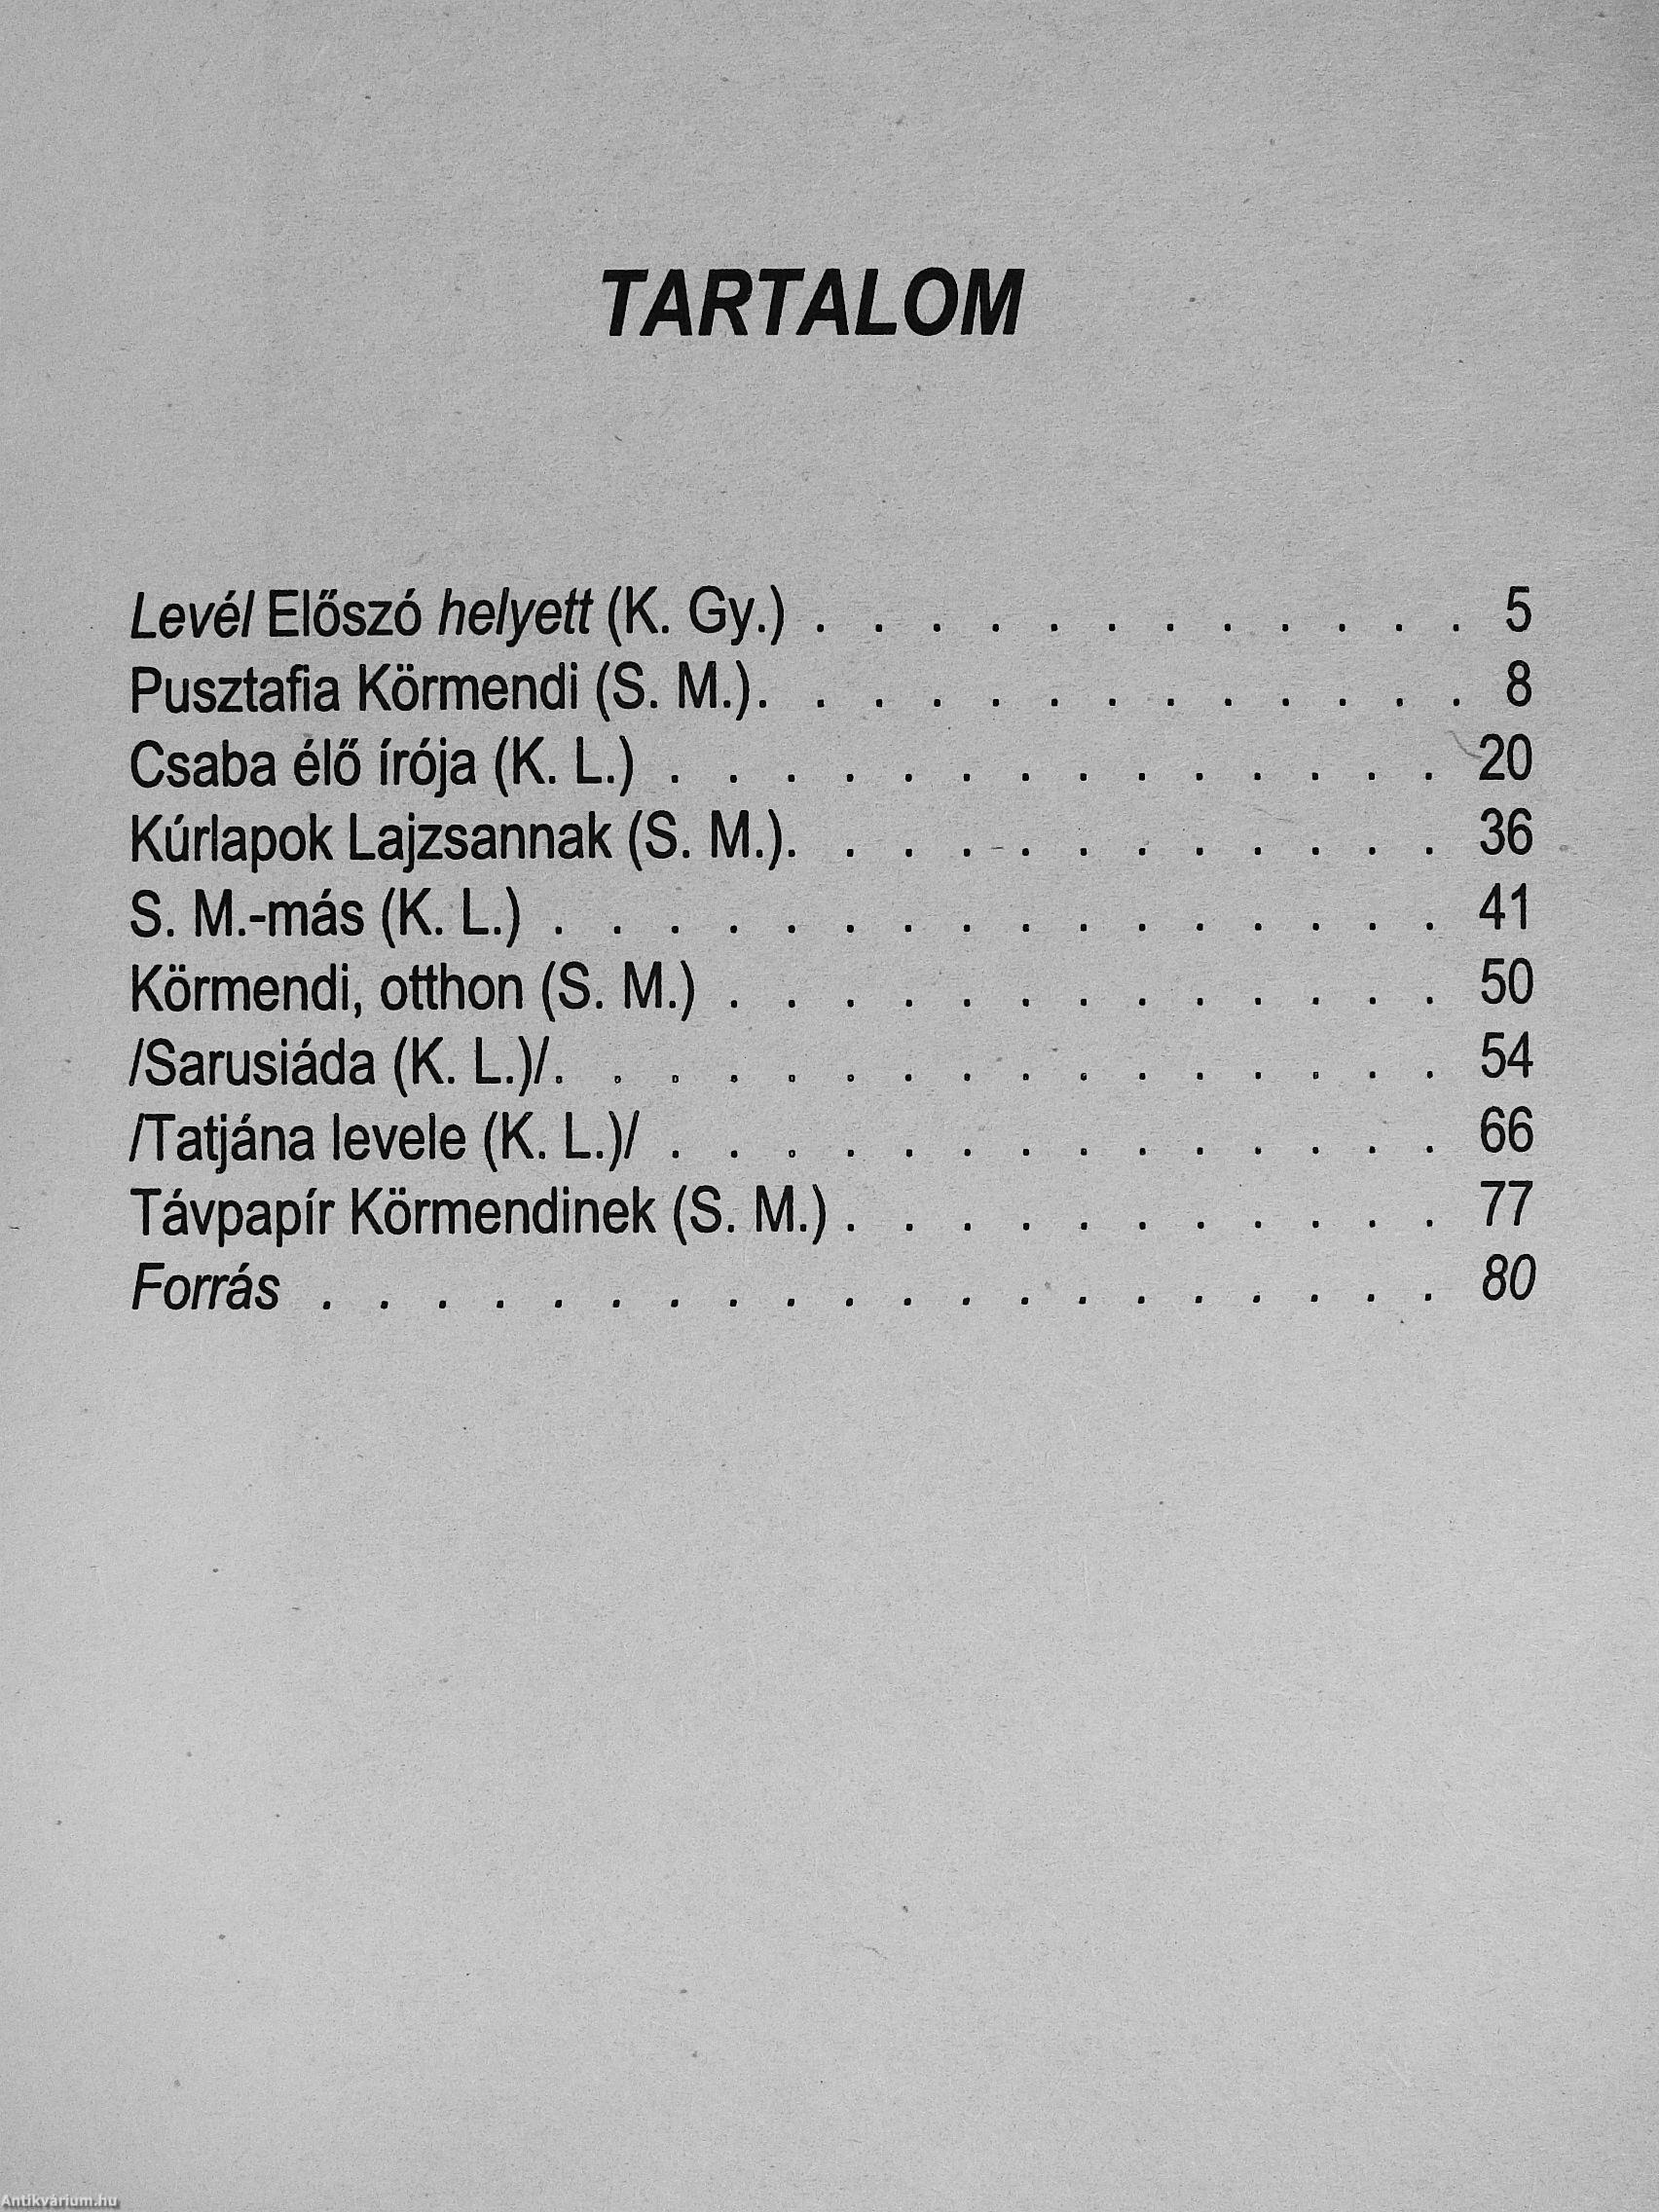 TARTALOM
Levél Előszó helyett (K. Gy.) . . . . . . . . . . . . 5
Pusztafia Körmendi (S. M.). . . . . . . . . . . . . 8
Csaba élő írója (K. L.) . . . . . . . . . . . . . . 20
Kúrlapok Lajzsannak (S. M.). . . . . . . . . . . . 36
S. M.-más (K. L.) . . . . . . . . . . . . . . . . 41
Körmendi, otthon (S. M.) . . . . . . . . . . . . . 50
/Sarusiáda (K. L.)/. . . . . . . . . . . . . . . . 54
/Tatjána levele (K. L.)/ . . . . . . . . . . . . . . 66
Távpapír Körmendinek (S. M.) . . . . . . . . . . . 77
Forrás . . . . . . . . . . . . . . . . . . . . 80
Antikvárium.hu